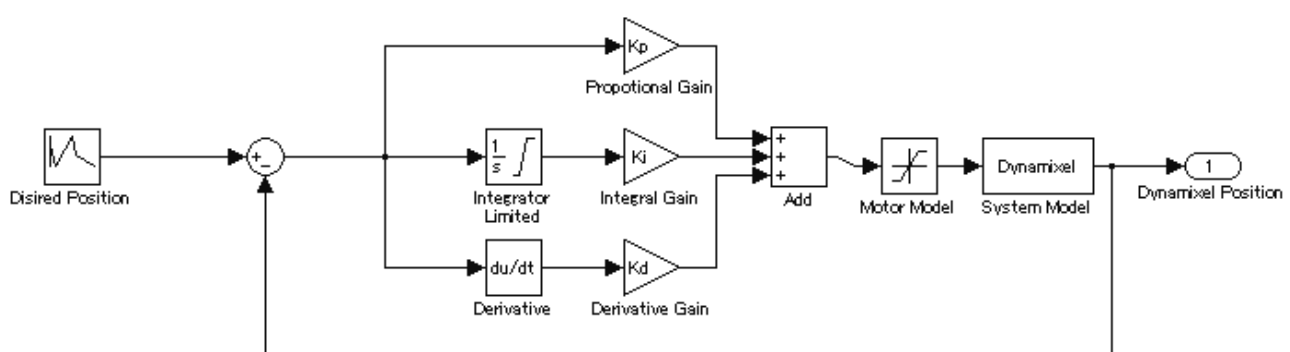 Kp
Propotional Gain
Disired Position
+
-
1
s
Integrator
Limited
Ki
Integral Gain
+
+
+
Add
Motor Model
Dynamixel
System Model
1
Dynamixel Position
du/dt
Derivative
Kd
Derivative Gain